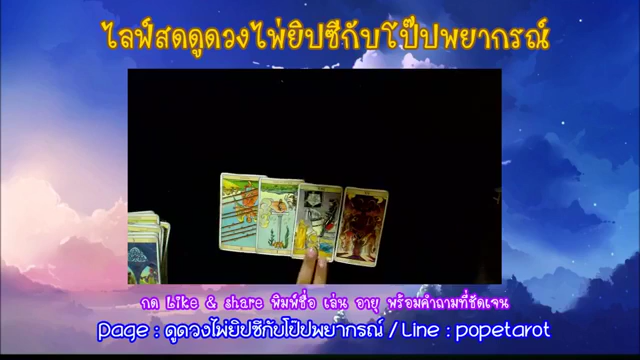 ไลฟ์สดดูดวงไพ่ยิปซีกับโป๊ปพยากรณ์
กด Like & share พิมพ์ชื่อ เล่น อายุ พร้อมคำถามที่ชัดเจน
Page : ดูดวงไพ่ยิปซีกับโป๊ปพยากรณ์ / Line : popetarot